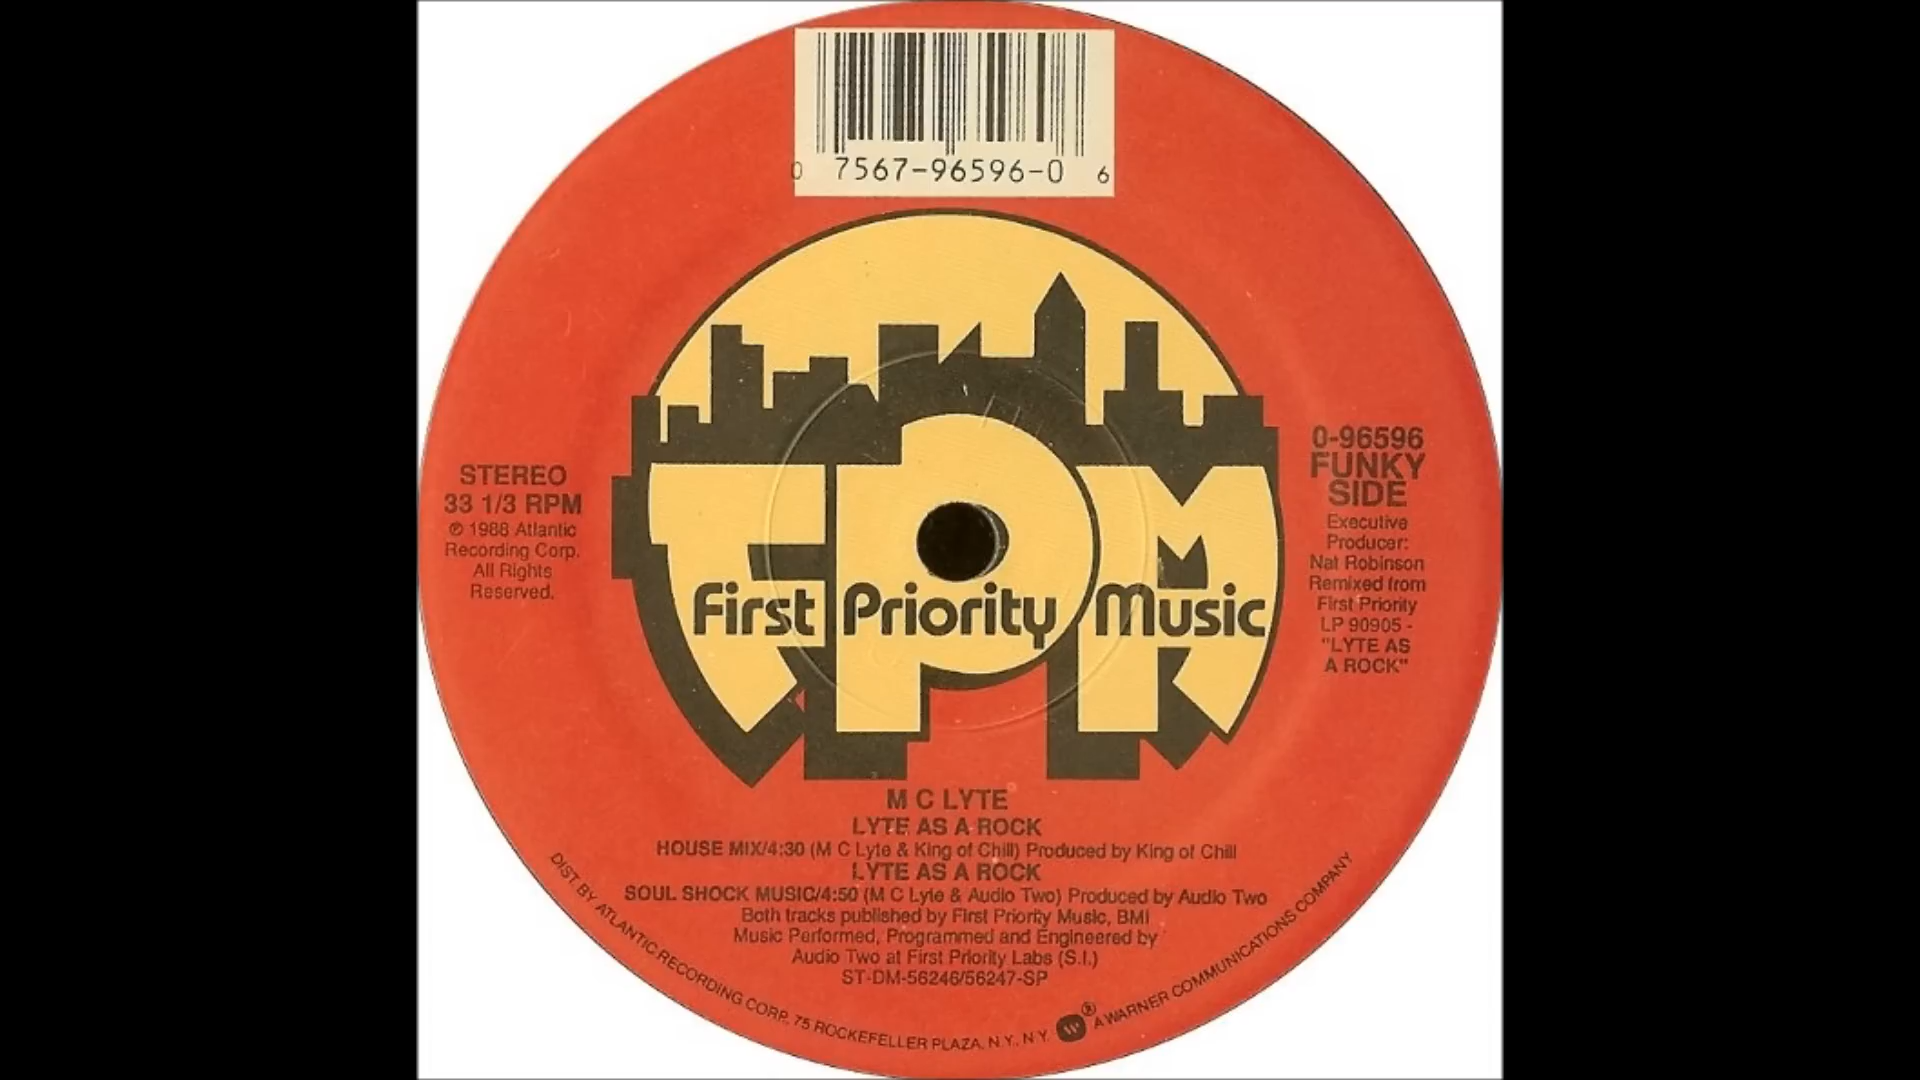 0 7567-96596-0 6
STEREO
33 1/3 RPM
℗ 1988 Atlantic
Recording Corp.
All Rights
Reserved.
FPM
First Priority Music
0-96596
FUNKY
SIDE
Executive
Producer:
Nat Robinson
Remixed from
First Priority
LP 90905 -
"LYTE AS
A ROCK"
M C LYTE
LYTE AS A ROCK
HOUSE MIX/4:30 (M C Lyte & King of Chill) Produced by King of Chill
LYTE AS A ROCK
SOUL SHOCK MUSIC/4:50 (M C Lyte & Audio Two) Produced by Audio Two
Both tracks published by First Priority Music, BMI
Music Performed, Programmed and Engineered by
Audio Two at First Priority Labs (S.I.)
ST-DM-56246/56247-SP
DIST. BY ATLANTIC RECORDING CORP., 75 ROCKEFELLER PLAZA, N.Y., N.Y. ® A WARNER COMMUNICATIONS COMPANY